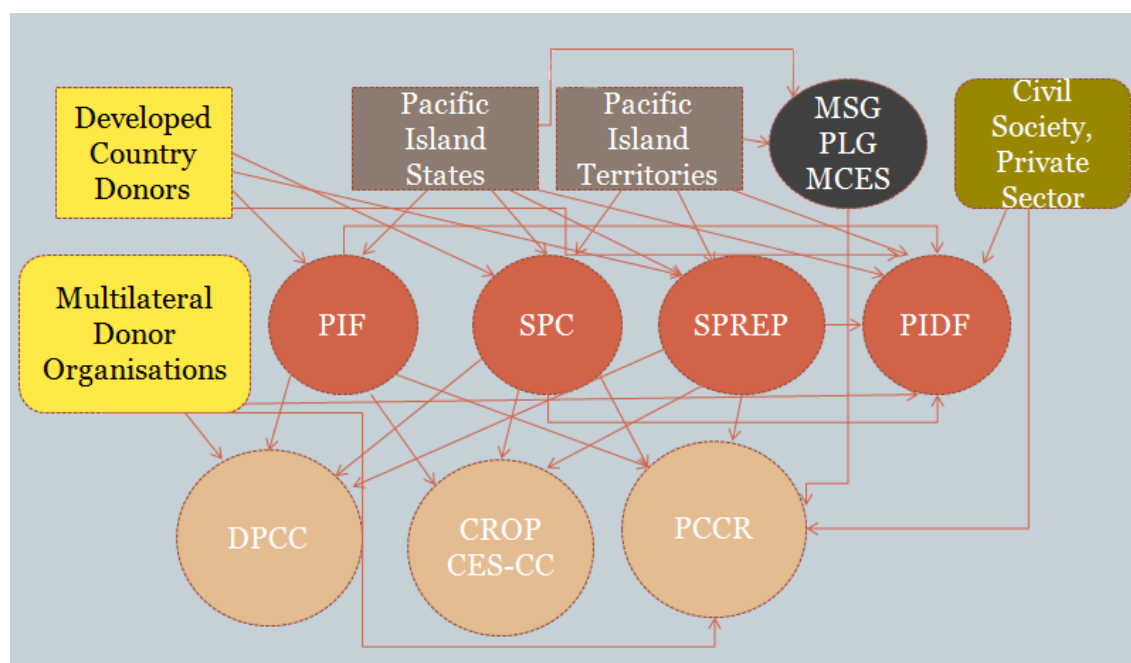 Developed
Country
Donors
Pacific
Island
States
Pacific
Island
Territories
MSG
PLG
MCES
Civil
Society,
Private
Sector
Multilateral
Donor
Organisations
PIF
SPC
SPREP
PIDF
DPCC
CROP
CES-CC
PCCR